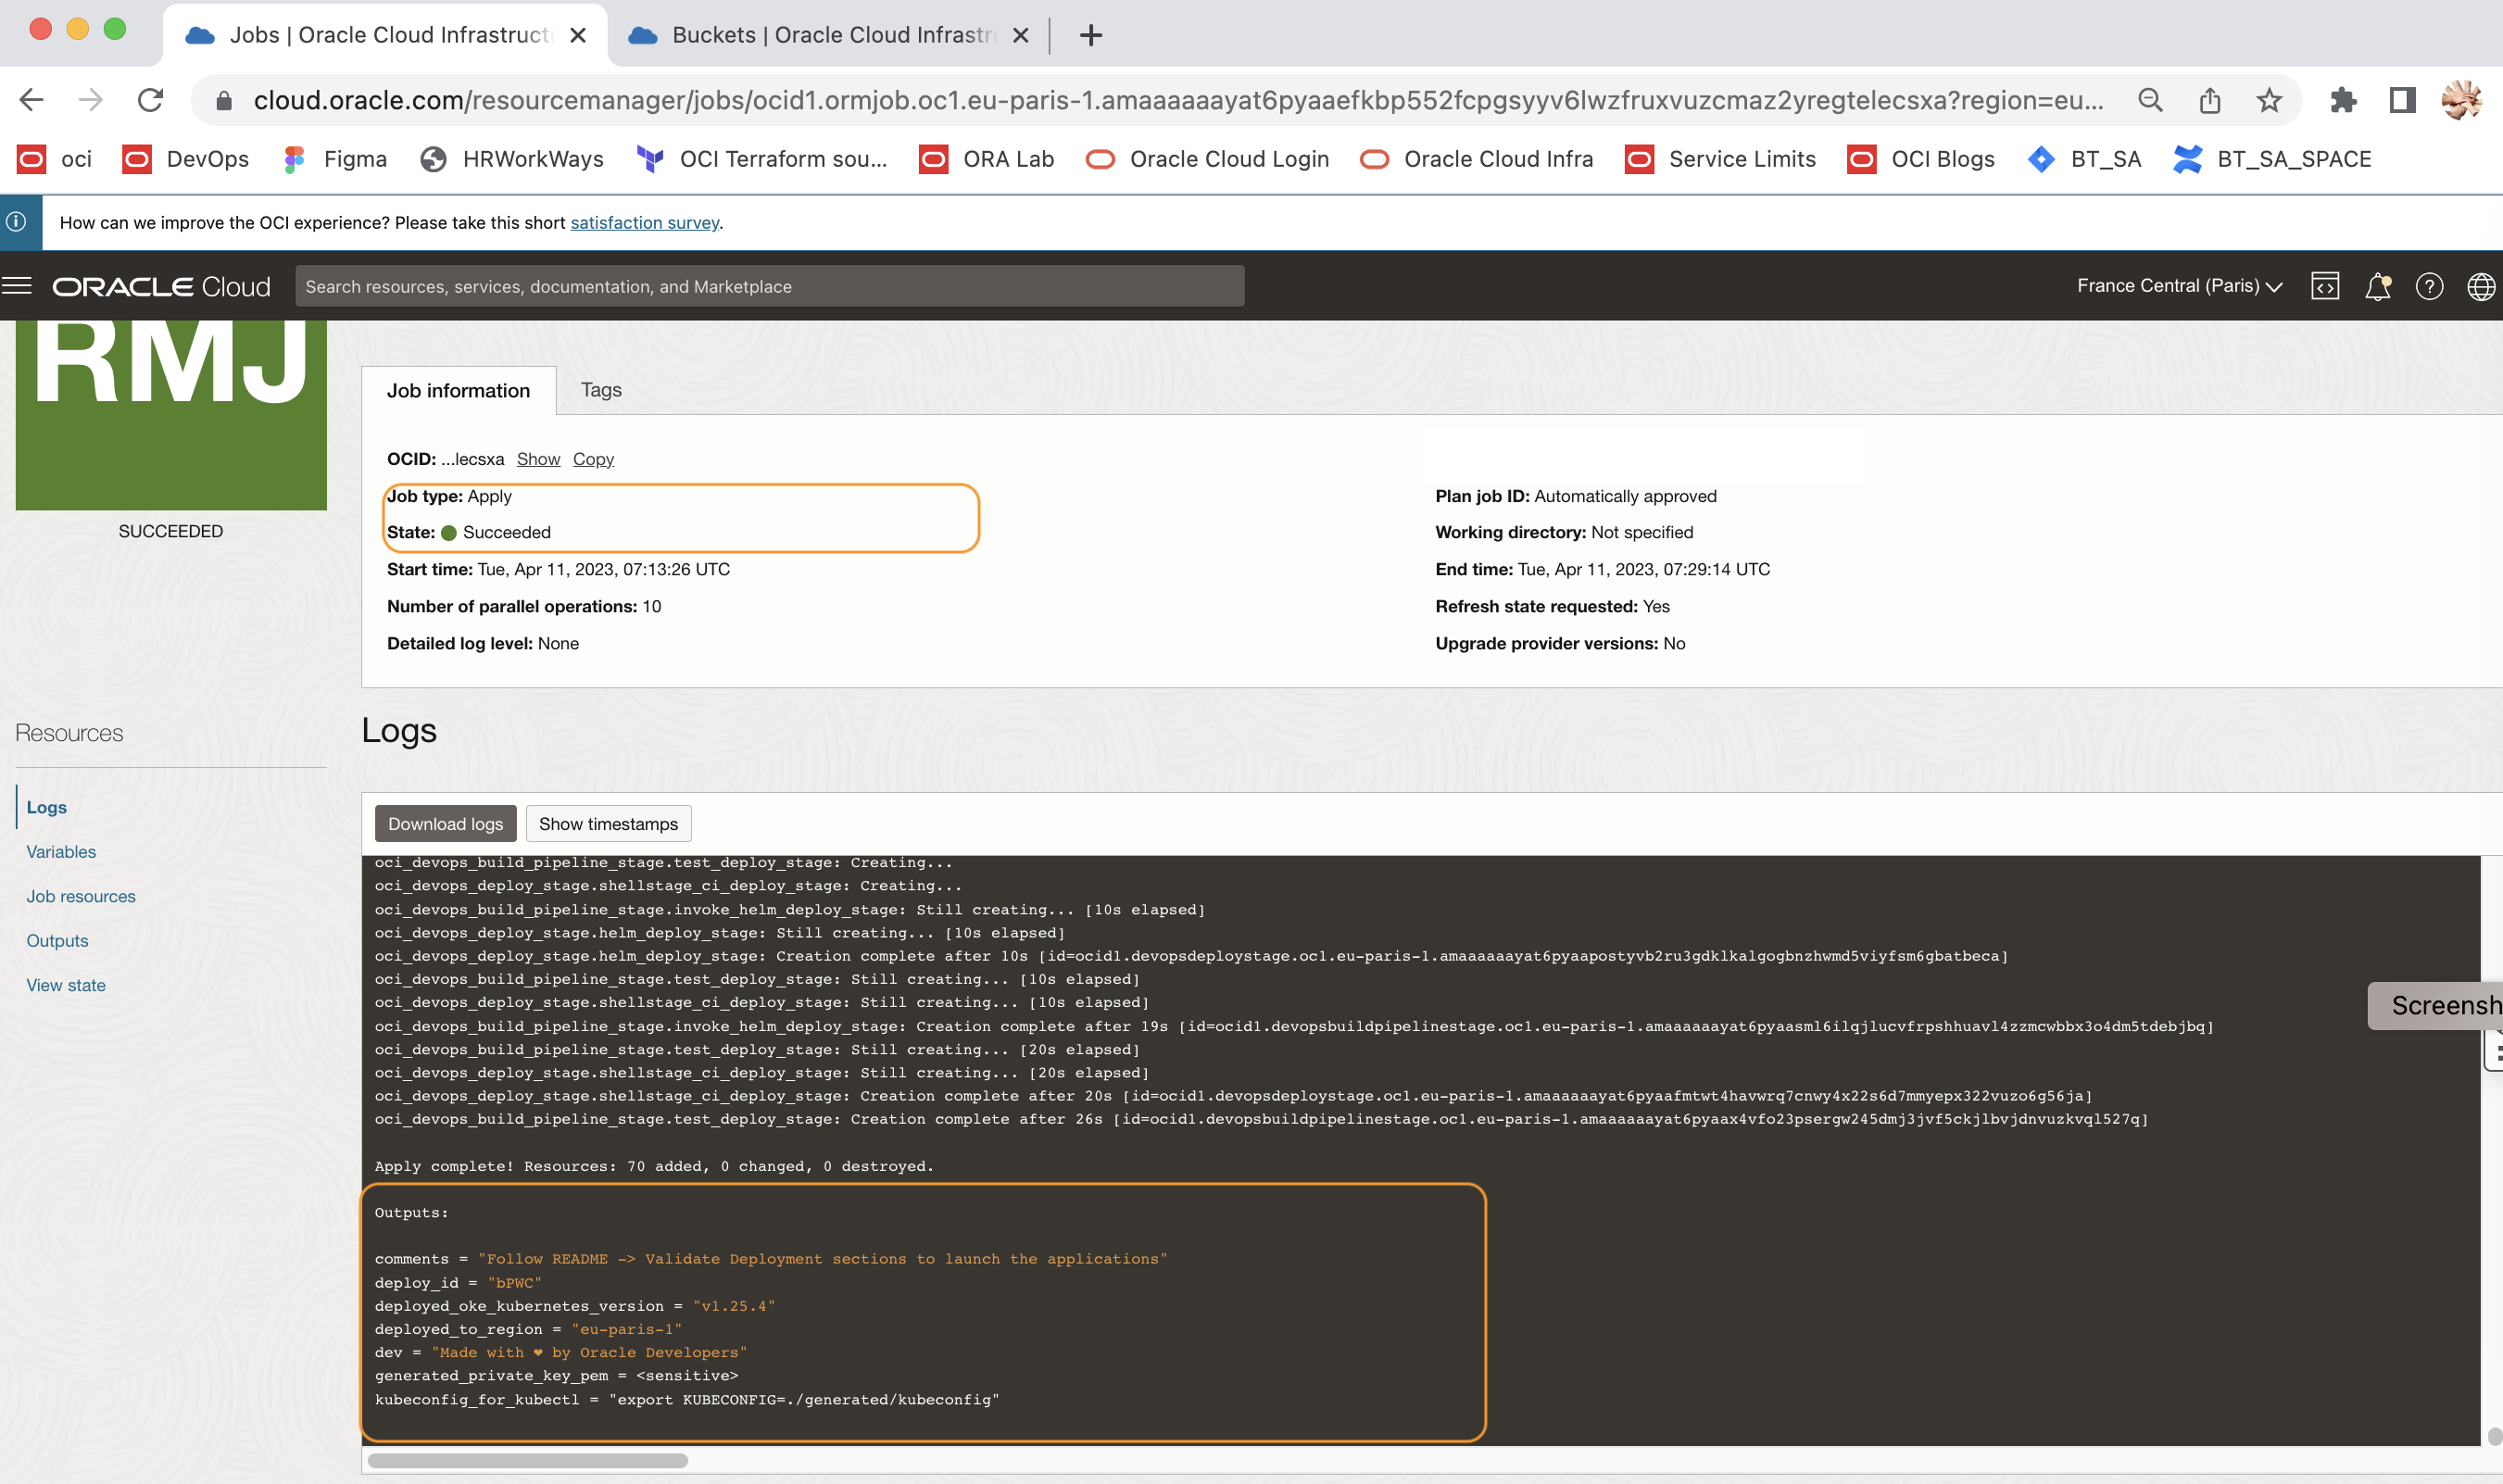 Jobs | Oracle Cloud Infrastruct
Buckets | Oracle Cloud Infrastr
cloud.oracle.com/resourcemanager/jobs/ocid1.ormjob.oc1.eu-paris-1.amaaaaaayat6pyaaefkbp552fcpgsyyv6lwzfruxvuzcmaz2yregtelecsxa?region=eu...
oci DevOps Figma HRWorkWays OCI Terraform sou... ORA Lab Oracle Cloud Login Oracle Cloud Infra Service Limits OCI Blogs BT_SA BT_SA_SPACE
How can we improve the OCI experience? Please take this short satisfaction survey.
ORACLE Cloud
Search resources, services, documentation, and Marketplace
France Central (Paris)
RMJ
SUCCEEDED
Job information Tags
OCID: ...lecsxa Show Copy
Job type: Apply
Plan job ID: Automatically approved
State: Succeeded
Working directory: Not specified
Start time: Tue, Apr 11, 2023, 07:13:26 UTC
End time: Tue, Apr 11, 2023, 07:29:14 UTC
Number of parallel operations: 10
Refresh state requested: Yes
Detailed log level: None
Upgrade provider versions: No
Resources
Logs
Variables
Job resources
Outputs
View state
Logs
Download logs Show timestamps
oci_devops_build_pipeline_stage.test_deploy_stage: Creating...
oci_devops_deploy_stage.shellstage_ci_deploy_stage: Creating...
oci_devops_build_pipeline_stage.invoke_helm_deploy_stage: Still creating... [10s elapsed]
oci_devops_deploy_stage.helm_deploy_stage: Still creating... [10s elapsed]
oci_devops_deploy_stage.helm_deploy_stage: Creation complete after 10s [id=ocid1.devopsdeploystage.oc1.eu-paris-1.amaaaaaayat6pyaapostyvb2ru3gdklkalgogbnzhwmd5viyfsm6gbatbeca]
oci_devops_build_pipeline_stage.test_deploy_stage: Still creating... [10s elapsed]
oci_devops_deploy_stage.shellstage_ci_deploy_stage: Still creating... [10s elapsed]
oci_devops_build_pipeline_stage.invoke_helm_deploy_stage: Creation complete after 19s [id=ocid1.devopsbuildpipelinestage.oc1.eu-paris-1.amaaaaaayat6pyaasml6ilqjlucvfrpshhuavl4zzmcwbbx3o4dm5tdebjbq]
oci_devops_build_pipeline_stage.test_deploy_stage: Still creating... [20s elapsed]
oci_devops_deploy_stage.shellstage_ci_deploy_stage: Still creating... [20s elapsed]
oci_devops_deploy_stage.shellstage_ci_deploy_stage: Creation complete after 20s [id=ocid1.devopsdeploystage.oc1.eu-paris-1.amaaaaaayat6pyaafmtwt4havwrq7cnwy4x22s6d7mmyepx322vuzo6g56ja]
oci_devops_build_pipeline_stage.test_deploy_stage: Creation complete after 26s [id=ocid1.devopsbuildpipelinestage.oc1.eu-paris-1.amaaaaaayat6pyaax4vfo23psergw245dmj3jvf5ckjlbvjdnvuzkvql527q]
Apply complete! Resources: 70 added, 0 changed, 0 destroyed.
Outputs:
comments = "Follow README -> Validate Deployment sections to launch the applications"
deploy_id = "bPWC"
deployed_oke_kubernetes_version = "v1.25.4"
deployed_to_region = "eu-paris-1"
dev = "Made with ❤ by Oracle Developers"
generated_private_key_pem = <sensitive>
kubeconfig_for_kubectl = "export KUBECONFIG=./generated/kubeconfig"
Screensh